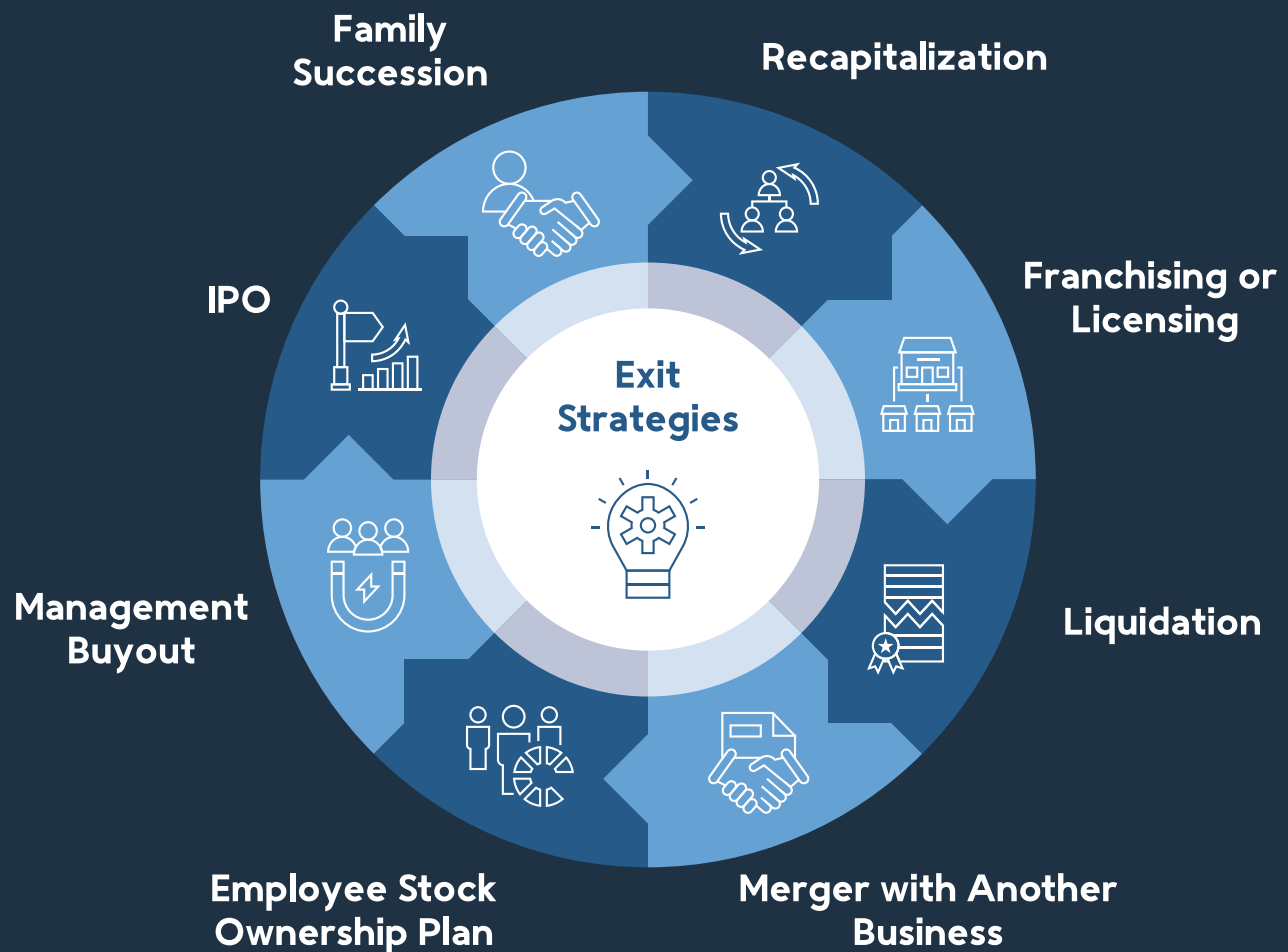 Family
Succession
Recapitalization
Franchising or
Licensing
Liquidation
Merger with Another
Business
Employee Stock
Ownership Plan
Management
Buyout
IPO
Exit
Strategies